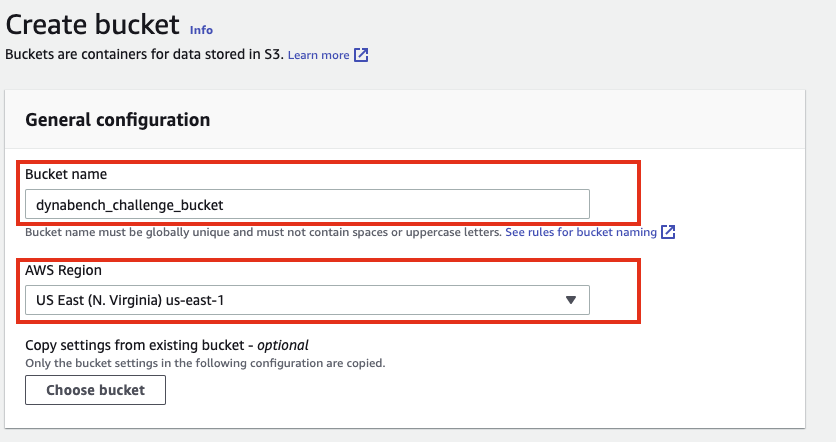 Create bucket Info
Buckets are containers for data stored in S3. Learn more
General configuration
Bucket name
dynabench_challenge_bucket
Bucket name must be globally unique and must not contain spaces or uppercase letters. See rules for bucket naming
AWS Region
US East (N. Virginia) us-east-1
Copy settings from existing bucket - optional
Only the bucket settings in the following configuration are copied.
Choose bucket